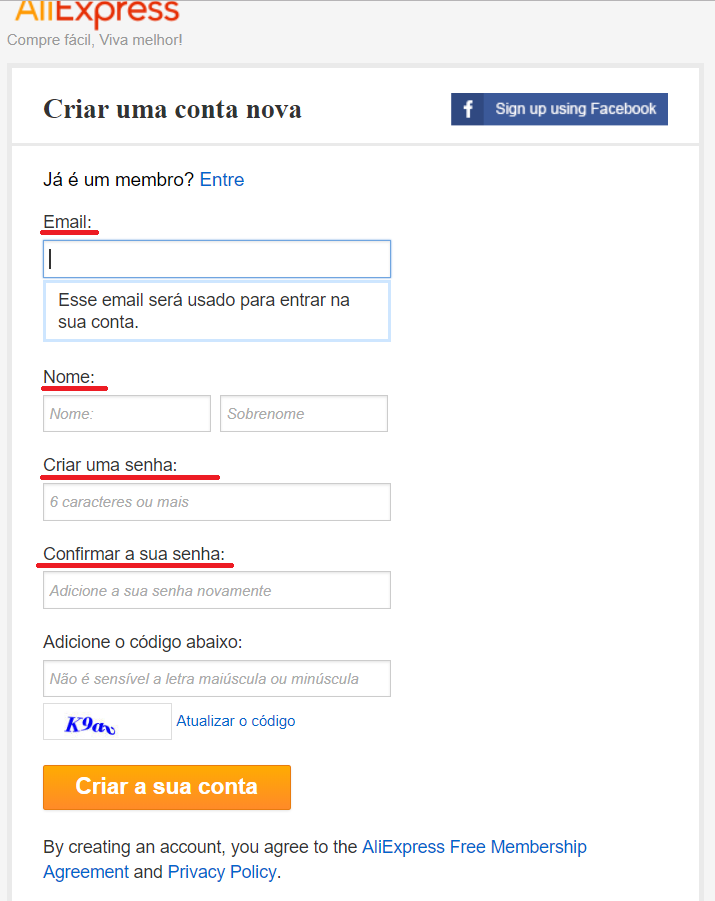 AliExpress
Compre fácil, Viva melhor!
Criar uma conta nova
f Sign up using Facebook
Já é um membro? Entre
Email:
Esse email será usado para entrar na
sua conta.
Nome:
Nome: Sobrenome
Criar uma senha:
6 caracteres ou mais
Confirmar a sua senha:
Adicione a sua senha novamente
Adicione o código abaixo:
Não é sensível a letra maiúscula ou minúscula
Atualizar o código
Criar a sua conta
By creating an account, you agree to the AliExpress Free Membership
Agreement and Privacy Policy.